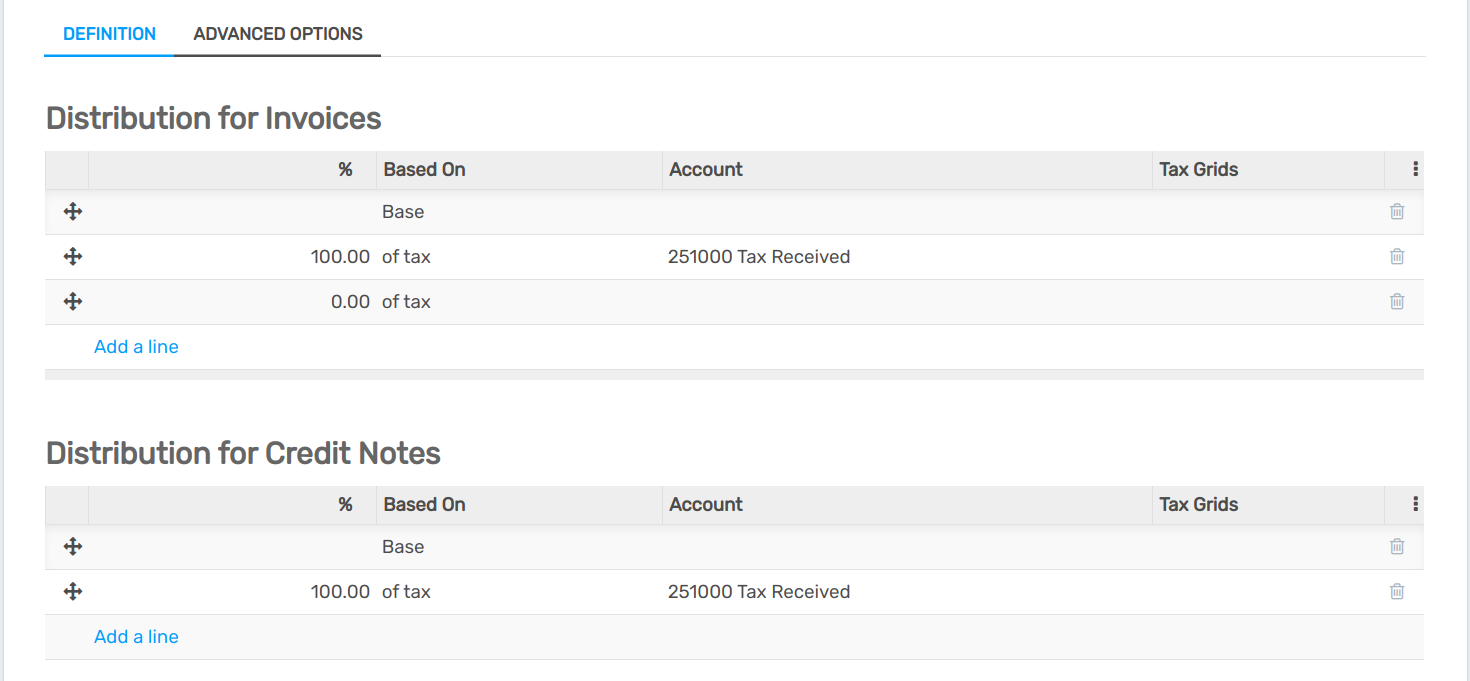 DEFINITION ADVANCED OPTIONS
Distribution for Invoices
% Based On Account Tax Grids
Base
100.00 of tax 251000 Tax Received
0.00 of tax
Add a line
Distribution for Credit Notes
% Based On Account Tax Grids
Base
100.00 of tax 251000 Tax Received
Add a line